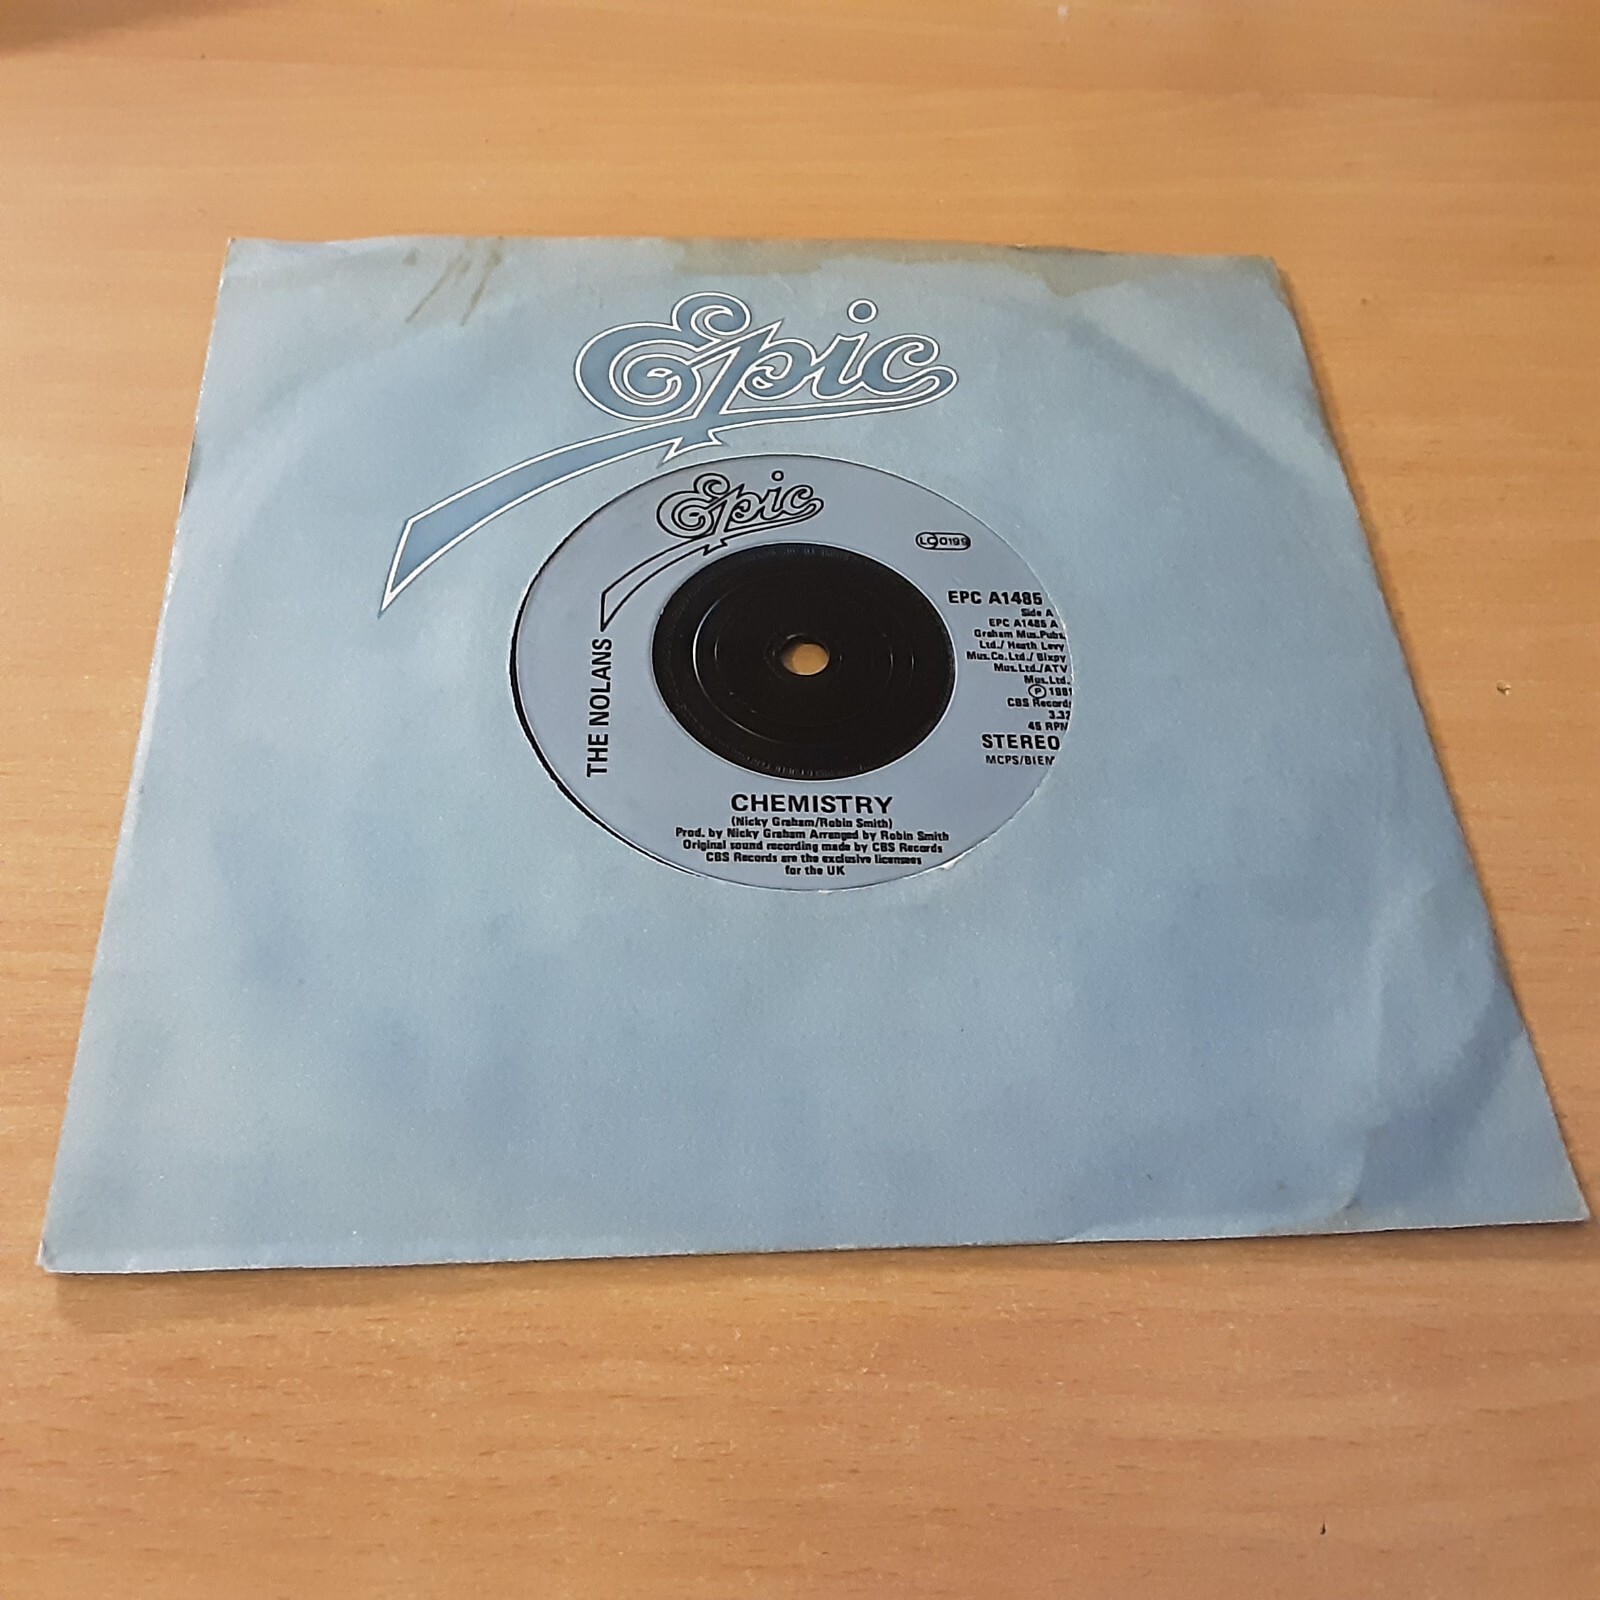 Epic
Epic
LC 0199
THE NOLANS
EPC A1485
Side A
EPC A1485 A
Graham Mus.Pubs.
Ltd./ Heath Levy
Mus.Co.Ltd./ Bixpy
Mus.Ltd./ATV
Mus.Ltd.
Ⓟ 1981
CBS Records
3.32
45 RPM
STEREO
MCPS/BIEM
CHEMISTRY
(Nicky Graham/Robin Smith)
Prod. by Nicky Graham Arranged by Robin Smith
Original sound recording made by CBS Records
CBS Records are the exclusive licensees
for the UK